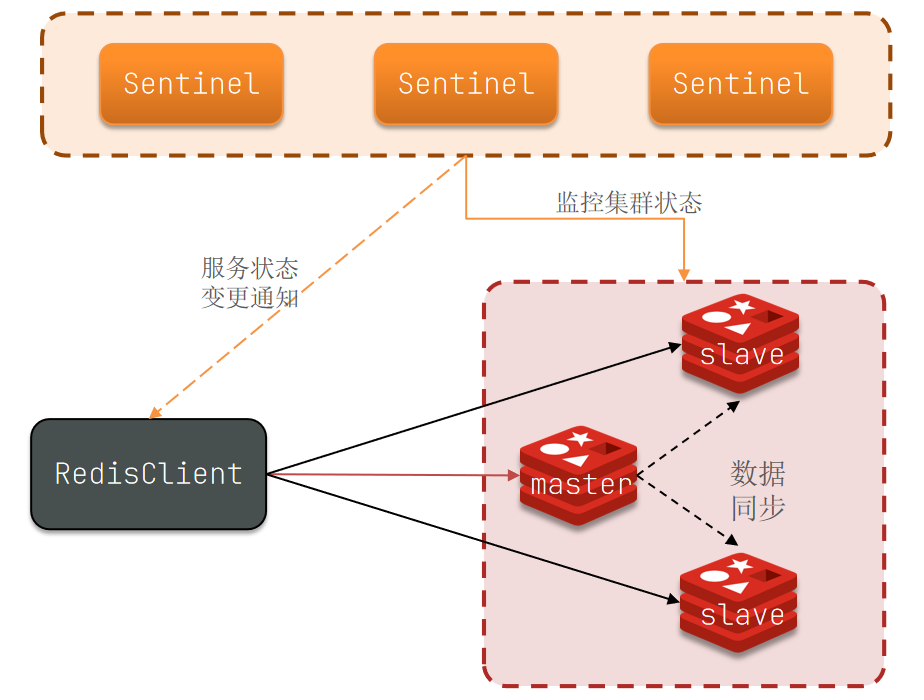 Sentinel
Sentinel
Sentinel
监控集群状态
服务状态
变更通知
slave
RedisClient
master
数据
同步
slave